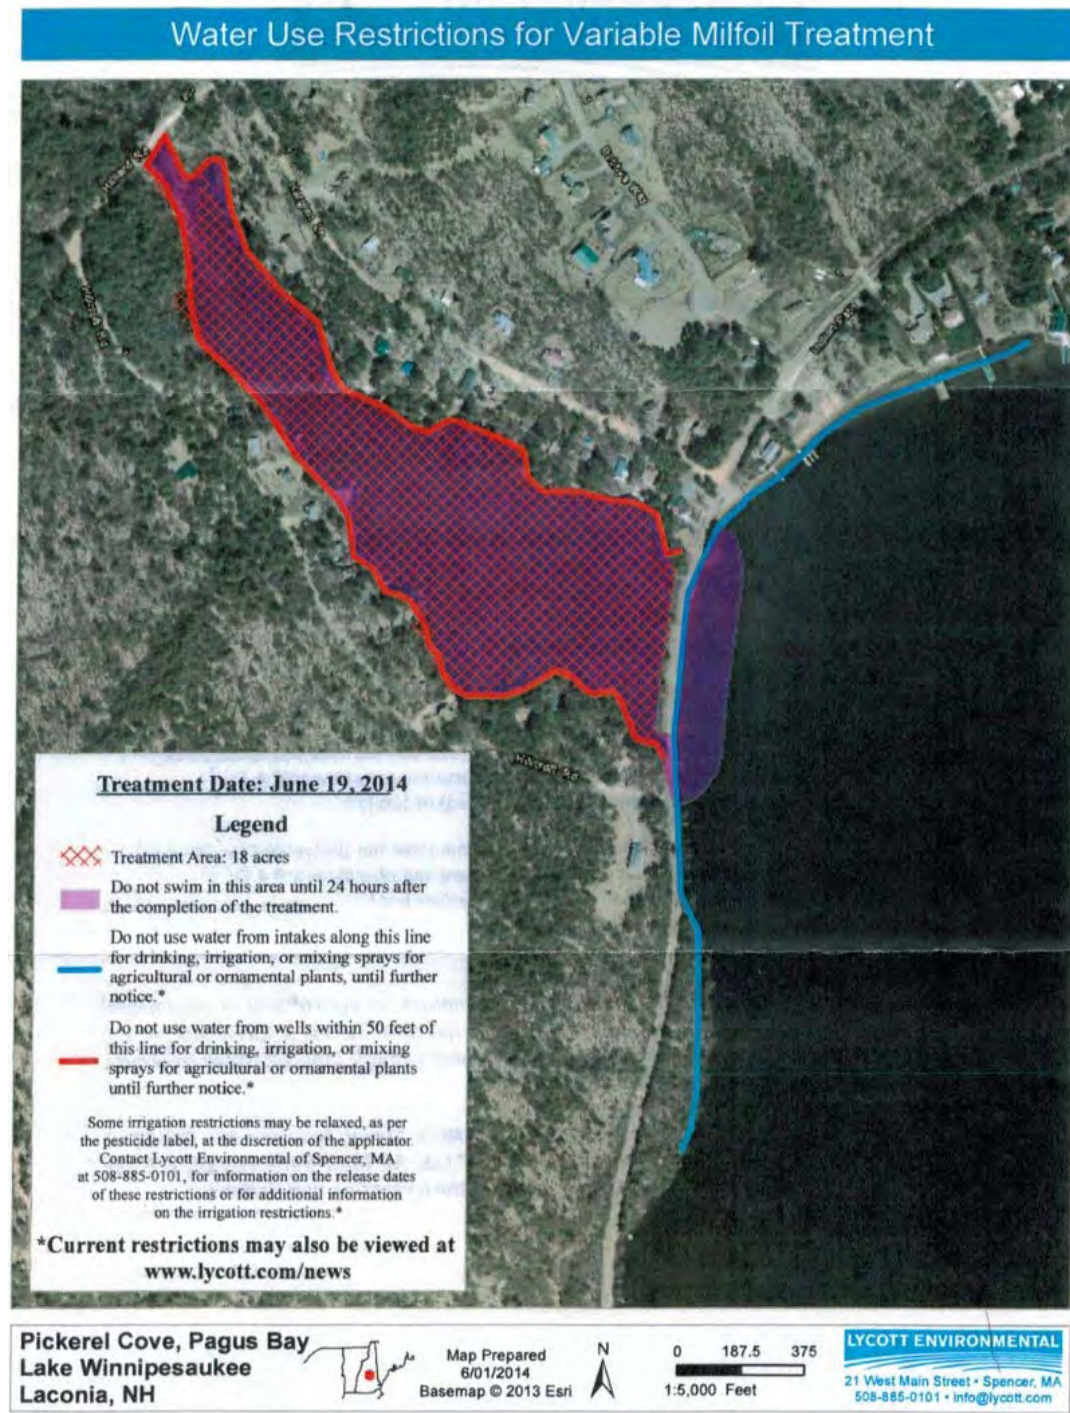 Water Use Restrictions for Variable Milfoil Treatment
Treatment Date: June 19, 2014
Legend
Treatment Area: 18 acres
Do not swim in this area until 24 hours after
the completion of the treatment.
Do not use water from intakes along this line
for drinking, irrigation, or mixing sprays for
agricultural or ornamental plants, until further
notice.*
Do not use water from wells within 50 feet of
this line for drinking, irrigation, or mixing
sprays for agricultural or ornamental plants
until further notice.*
Some irrigation restrictions may be relaxed, as per
the pesticide label, at the discretion of the applicator.
Contact Lycott Environmental of Spencer, MA
at 508-885-0101, for information on the release dates
of these restrictions or for additional information
on the irrigation restrictions.*
*Current restrictions may also be viewed at
www.lycott.com/news
Pickerel Cove, Pagus Bay
Lake Winnipesaukee
Laconia, NH
Map Prepared
6/01/2014
Basemap © 2013 Esri
N
0 187.5 375
1:5,000 Feet
LYCOTT ENVIRONMENTAL
21 West Main Street • Spencer, MA
508-885-0101 • info@lycott.com